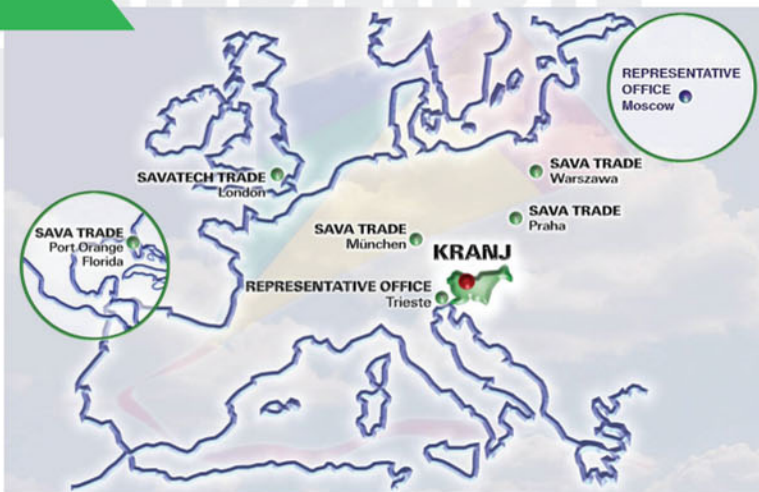 REPRESENTATIVE
OFFICE
Moscow
SAVATECH TRADE
London
SAVA TRADE
Warszawa
SAVA TRADE
Praha
SAVA TRADE
Port Orange
Florida
SAVA TRADE
München
KRANJ
REPRESENTATIVE OFFICE
Trieste